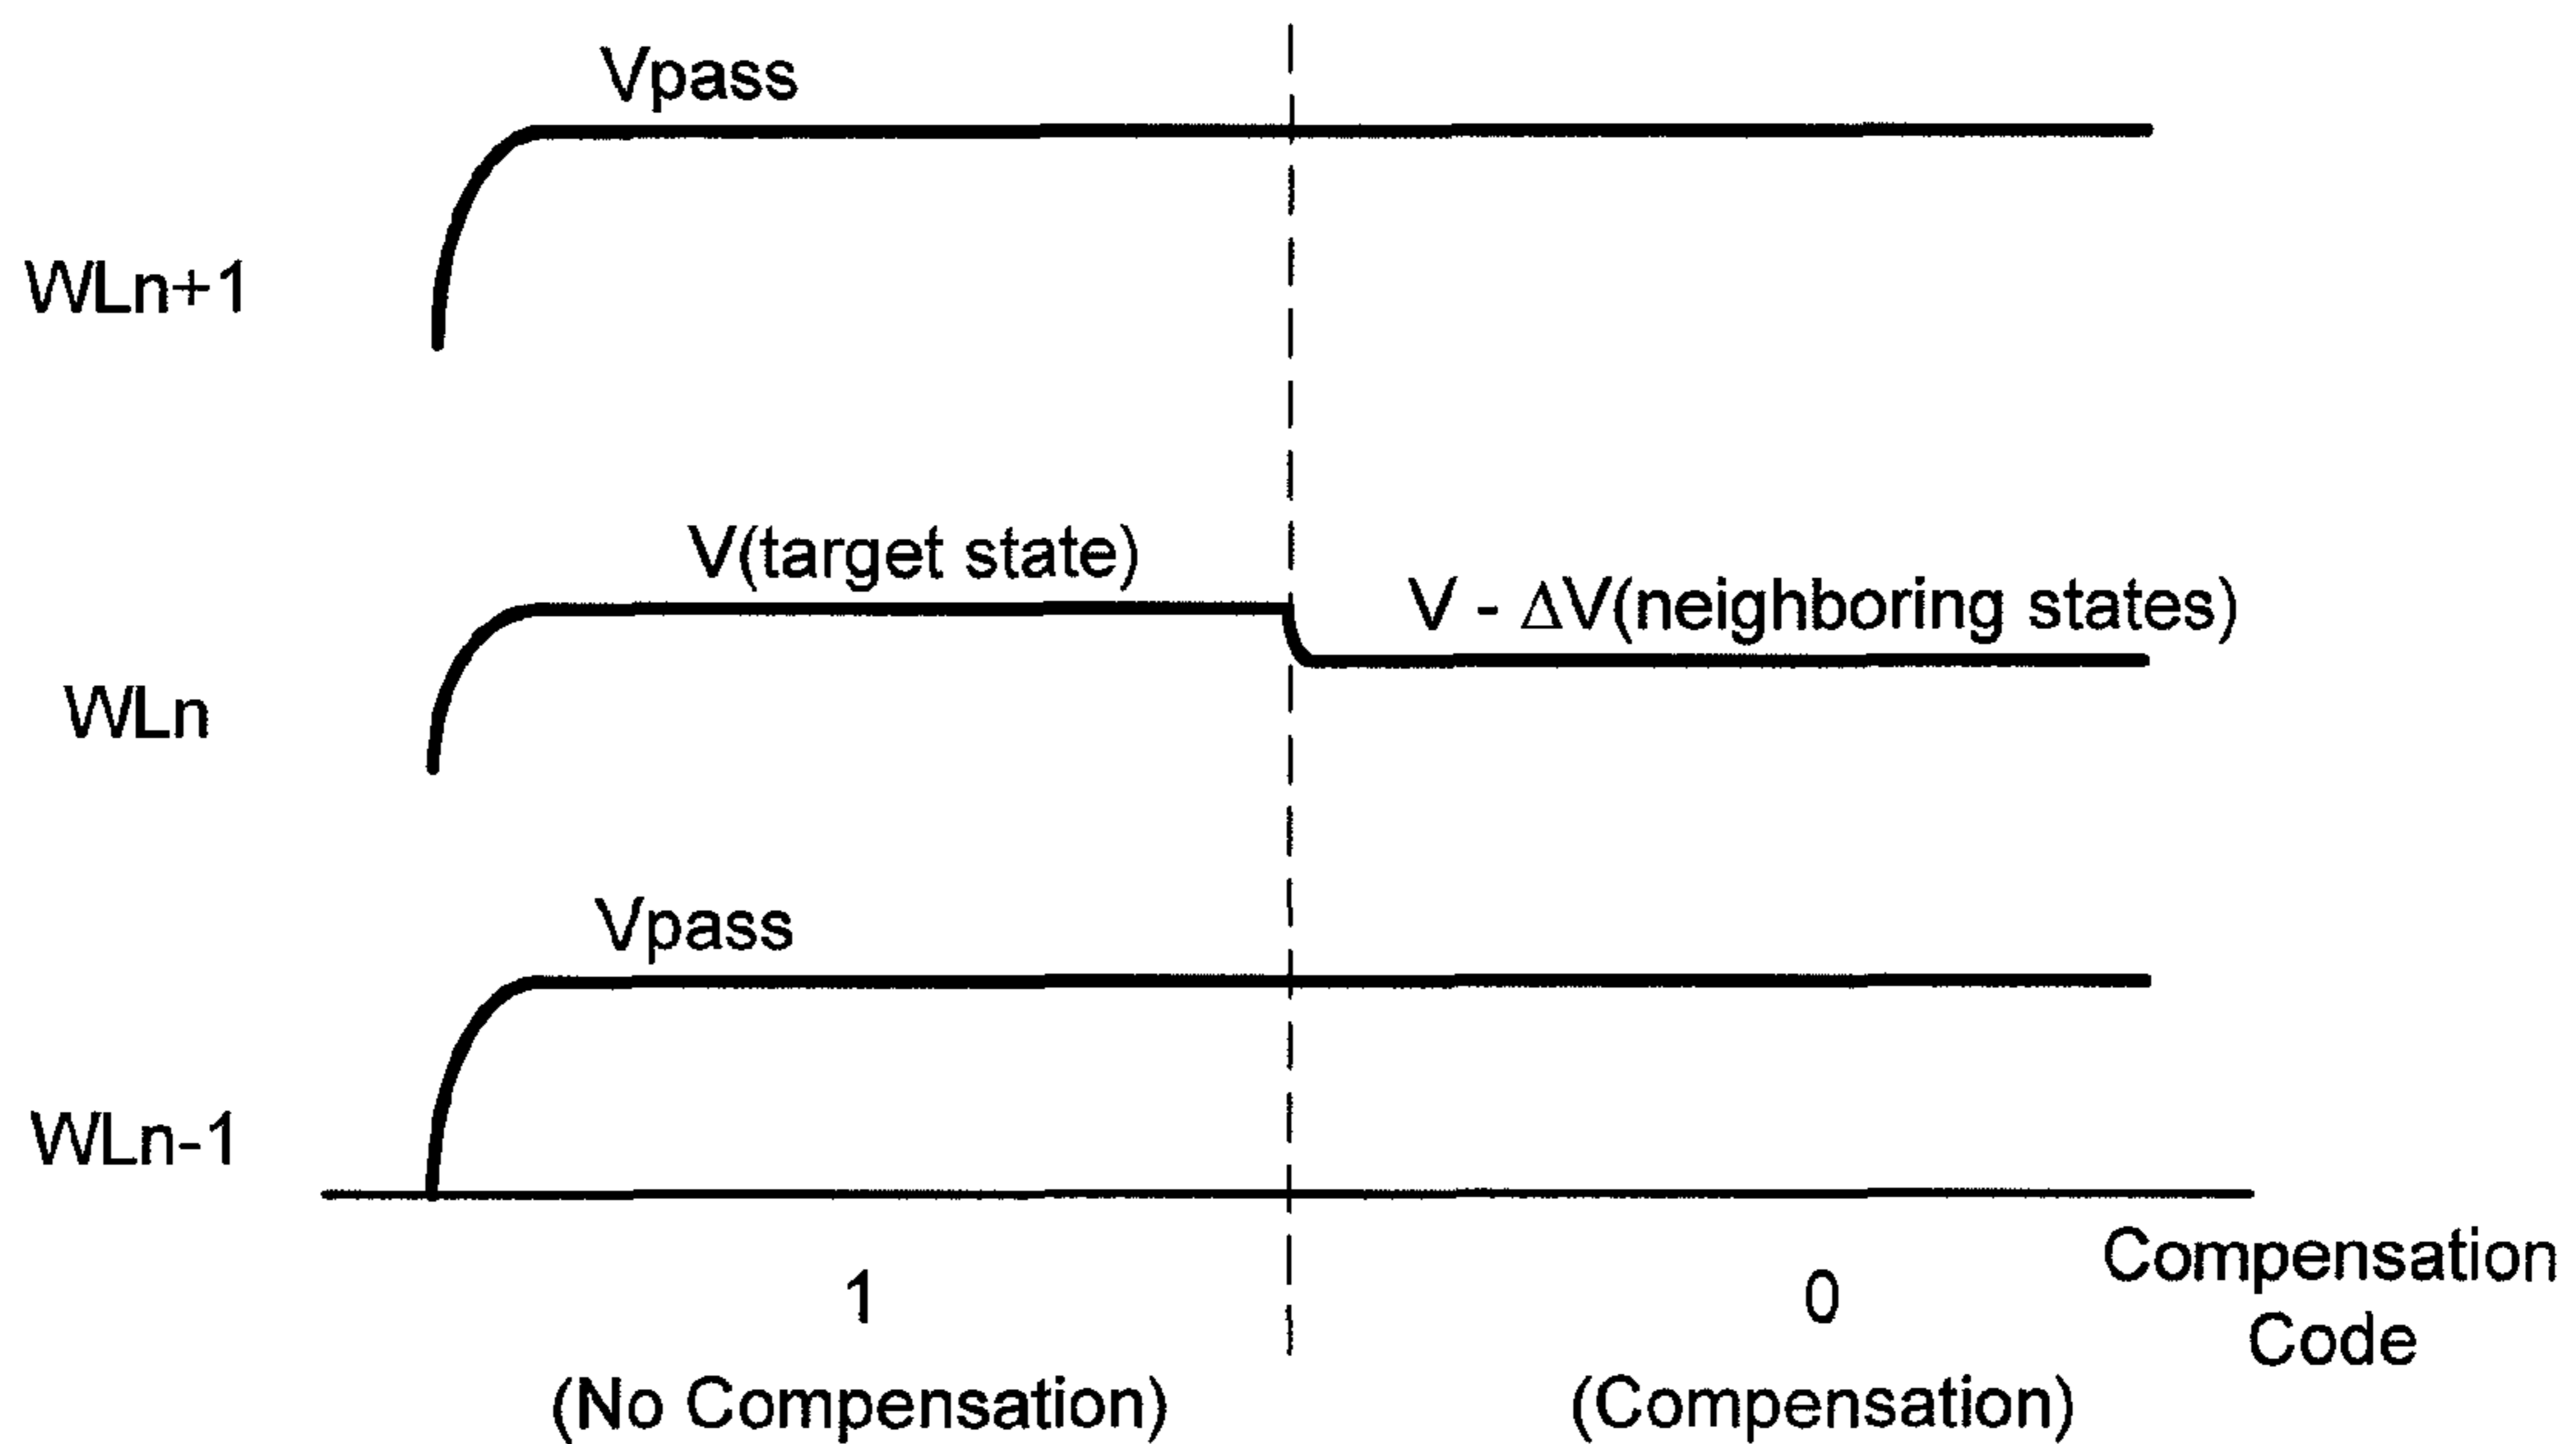 Vpass
WLn+1
V(target state)
V - ΔV(neighboring states)
WLn
Vpass
WLn-1
1
0
Compensation
Code
(No Compensation)
(Compensation)